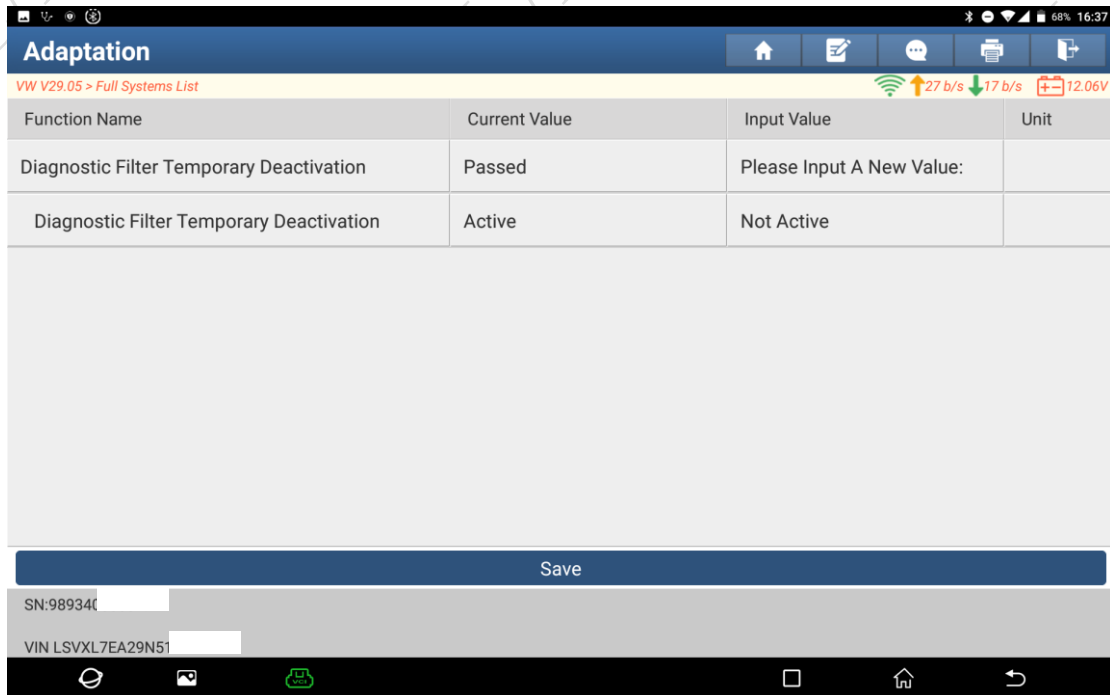 68% 16:37
Adaptation
VW V29.05 > Full Systems List 27 b/s 17 b/s 12.06V
Function Name Current Value Input Value Unit
Diagnostic Filter Temporary Deactivation Passed Please Input A New Value:
Diagnostic Filter Temporary Deactivation Active Not Active
Save
SN:989340
VIN LSVXL7EA29N51
VCI